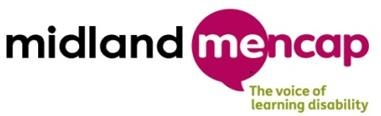 midland mencap
The voice of
learning disability